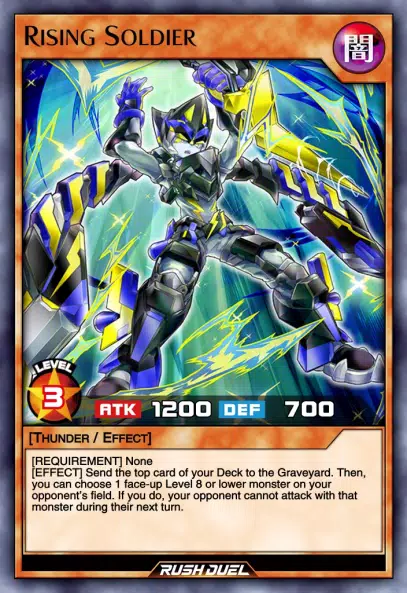 Rising Soldier
闇
LEVEL
3
ATK 1200 DEF 700
[Thunder / Effect]
[REQUIREMENT] None
[EFFECT] Send the top card of your Deck to the Graveyard. Then,
you can choose 1 face-up Level 8 or lower monster on your
opponent's field. If you do, your opponent cannot attack with that
monster during their next turn.
RUSH DUEL